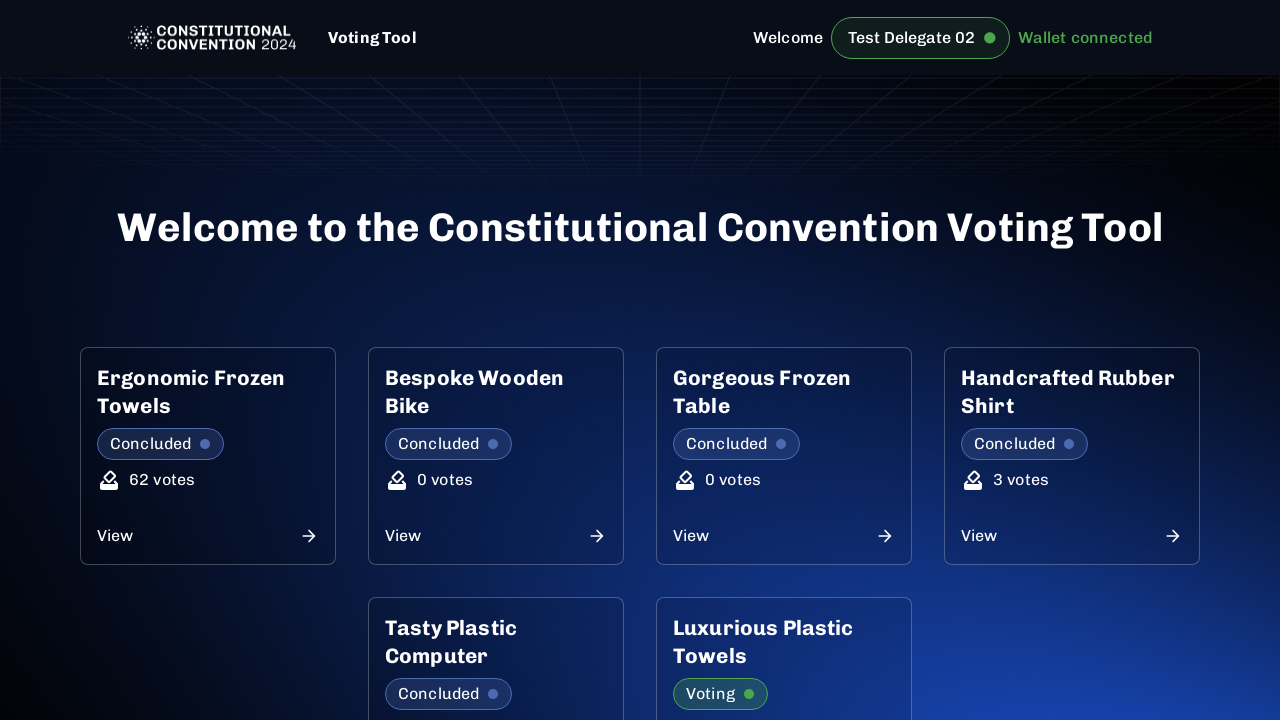 CONSTITUTIONAL
CONVENTION 2024
Voting Tool
Welcome
Test Delegate 02
Wallet connected
Welcome to the Constitutional Convention Voting Tool
Ergonomic Frozen
Towels
Concluded
62 votes
View
Bespoke Wooden
Bike
Concluded
0 votes
View
Gorgeous Frozen
Table
Concluded
0 votes
View
Handcrafted Rubber
Shirt
Concluded
3 votes
View
Tasty Plastic
Computer
Concluded
Luxurious Plastic
Towels
Voting